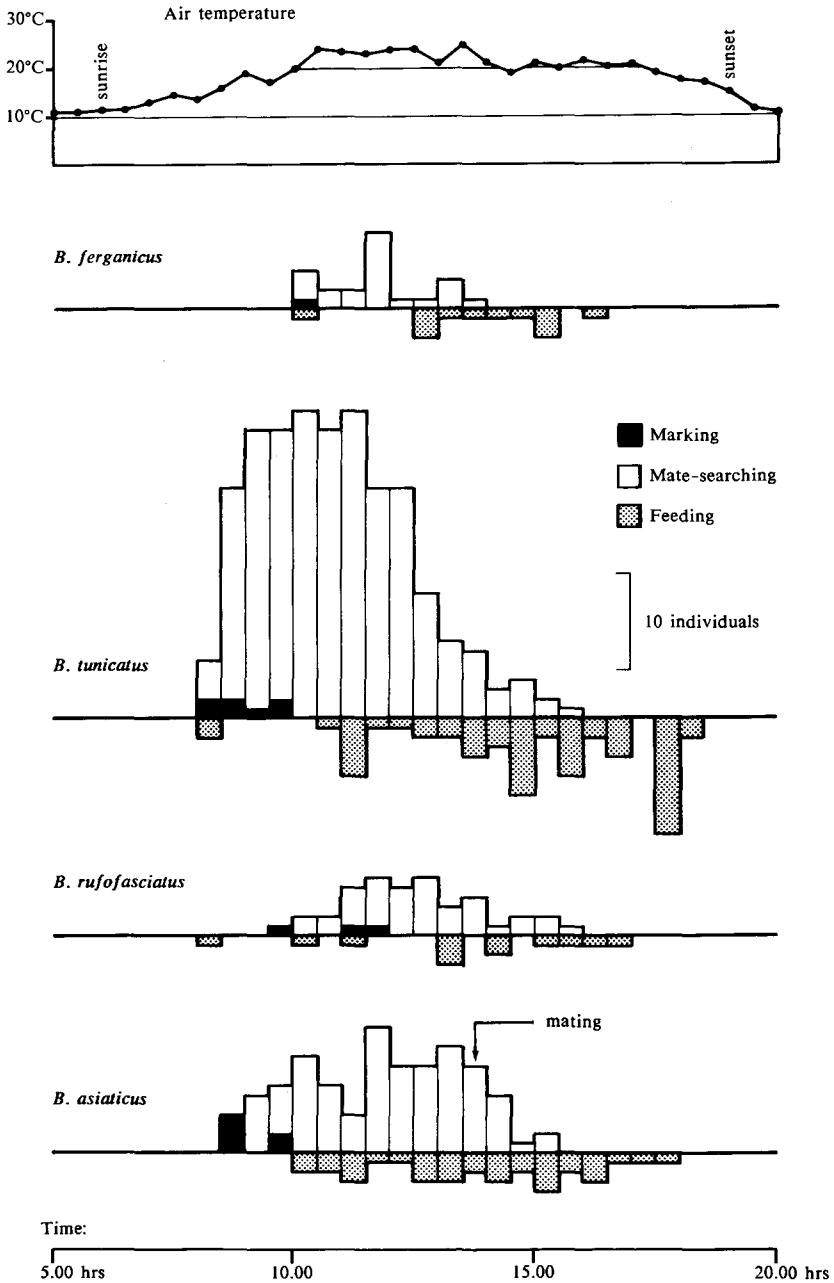 Air temperature
30°C
20°C
10°C
sunrise
sunset
B. ferganicus
Marking
Mate-searching
Feeding
10 individuals
B. tunicatus
B. rufofasciatus
mating
B. asiaticus
Time:
5.00 hrs
10.00
15.00
20.00 hrs